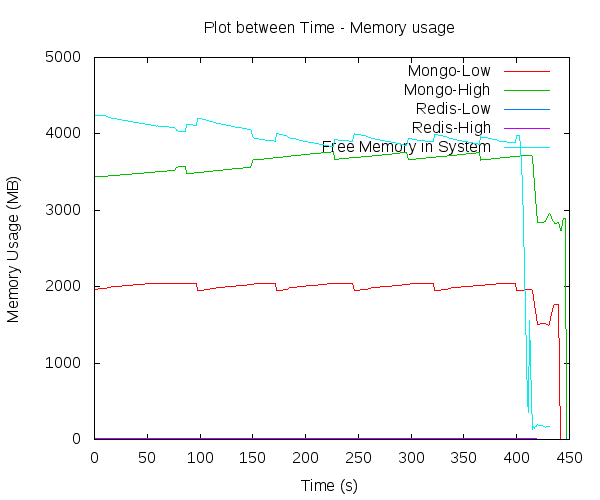 Plot between Time - Memory usage
5000
4000
3000
2000
1000
0
Memory Usage (MB)
Mongo-Low
Mongo-High
Redis-Low
Redis-High
Free Memory in System
0 50 100 150 200 250 300 350 400 450
Time (s)